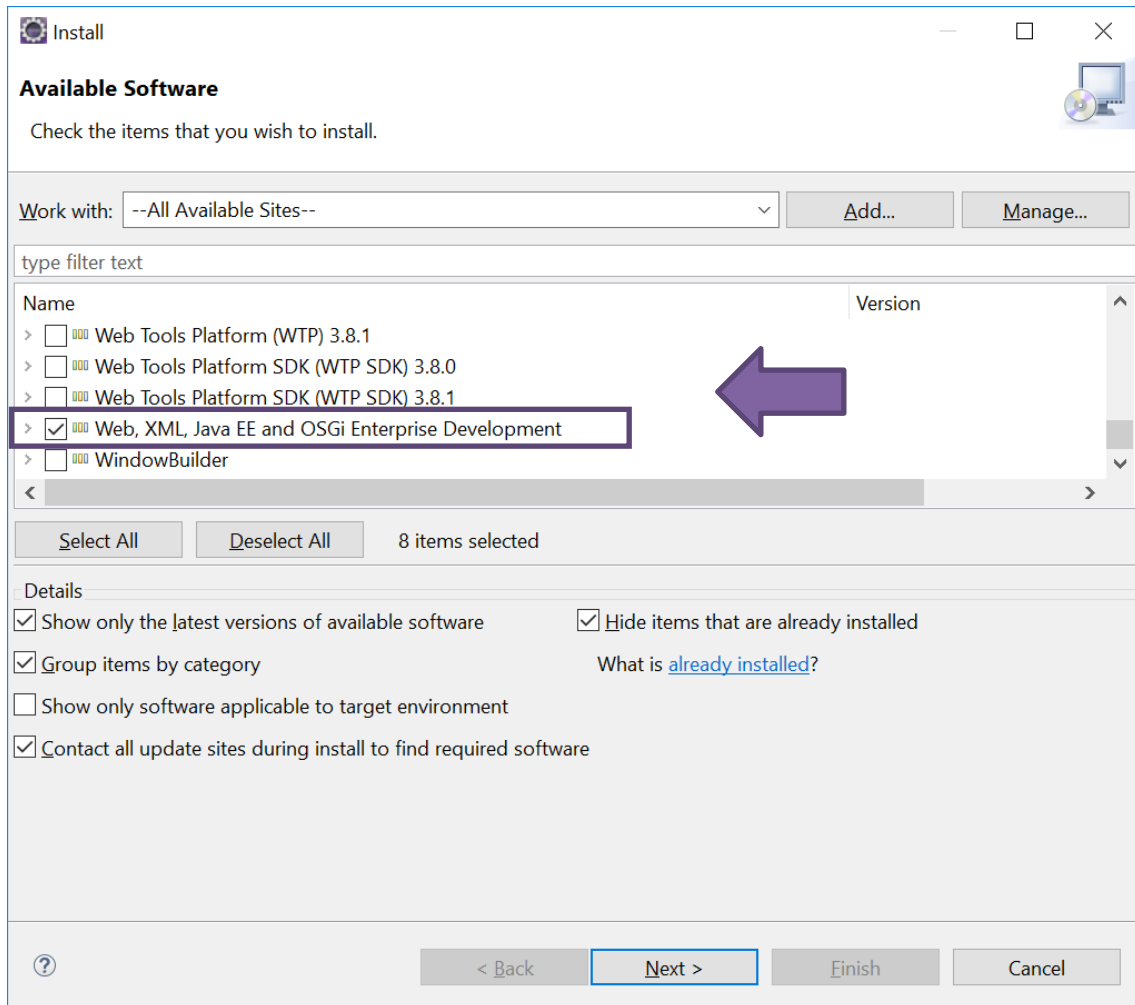 Install
Available Software
Check the items that you wish to install.
Work with: --All Available Sites-- Add... Manage...
type filter text
Name Version
Web Tools Platform (WTP) 3.8.1
Web Tools Platform SDK (WTP SDK) 3.8.0
Web Tools Platform SDK (WTP SDK) 3.8.1
Web, XML, Java EE and OSGi Enterprise Development
WindowBuilder
Select All Deselect All 8 items selected
Details
Show only the latest versions of available software Hide items that are already installed
Group items by category What is already installed?
Show only software applicable to target environment
Contact all update sites during install to find required software
? < Back Next > Finish Cancel